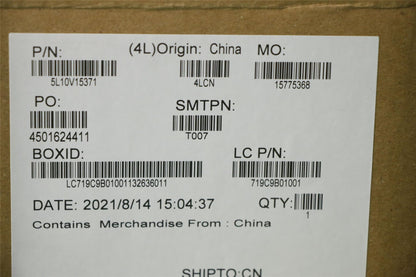 P/N: (4L)Origin: China MO:
5L10V15371 4LCN 15775368
PO: SMTPN:
4501624411 T007
BOXID: LC P/N:
LC719C9B01001132636011 719C9B01001
DATE: 2021/8/14 15:04:37 QTY:
1
Contains Merchandise From : China
SHIPTO:CN